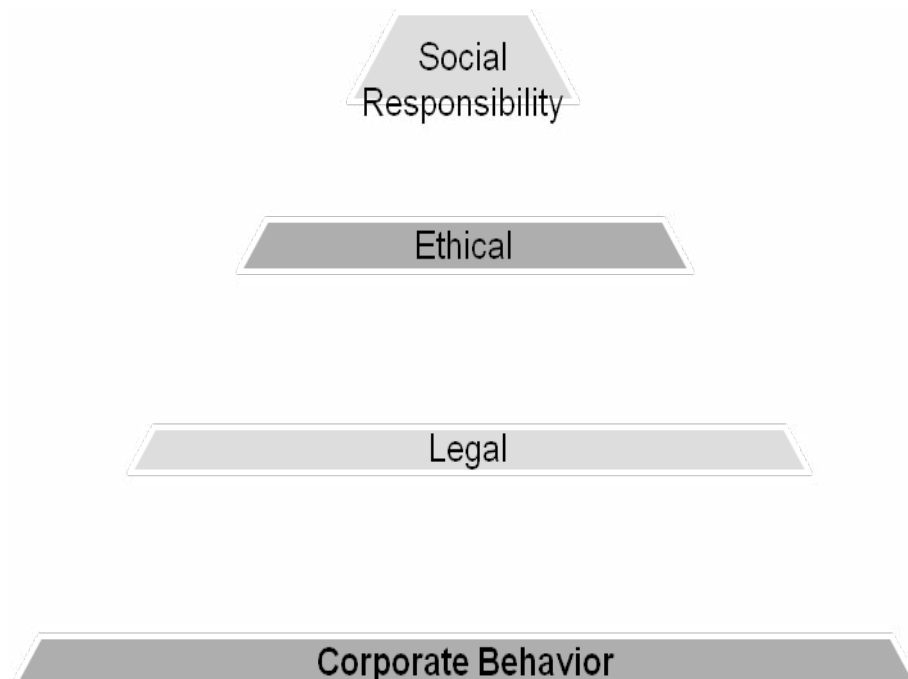 Social
Responsibility
Ethical
Legal
Corporate Behavior